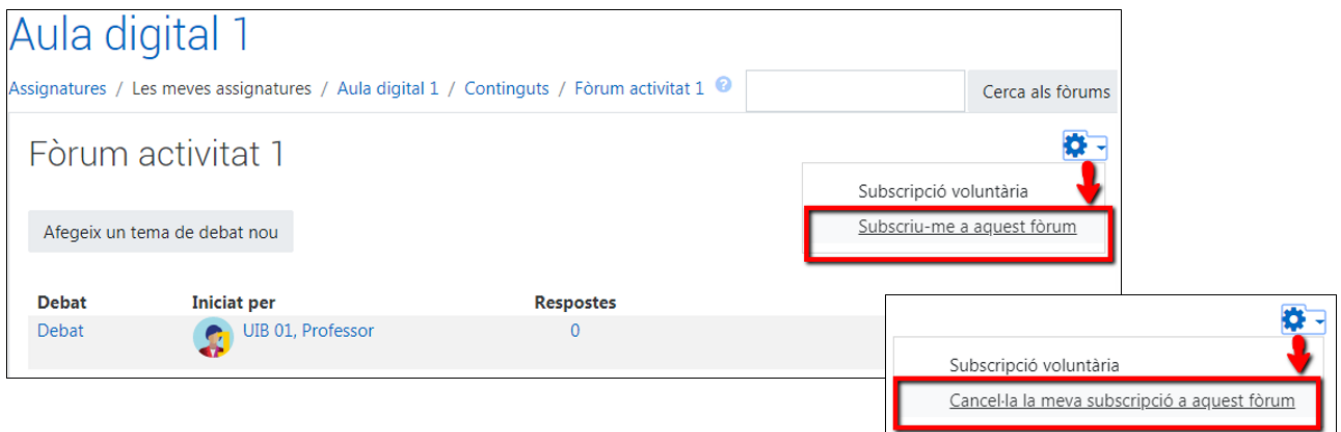 Aula digital 1
Assignatures / Les meves assignatures / Aula digital 1 / Continguts / Fòrum activitat 1 ?
Cerca als fòrums
Fòrum activitat 1
Subscripció voluntària
Subscriu-me a aquest fòrum
Afegeix un tema de debat nou
Debat Iniciat per Respostes
Debat UIB 01, Professor 0
Subscripció voluntària
Cancel·la la meva subscripció a aquest fòrum